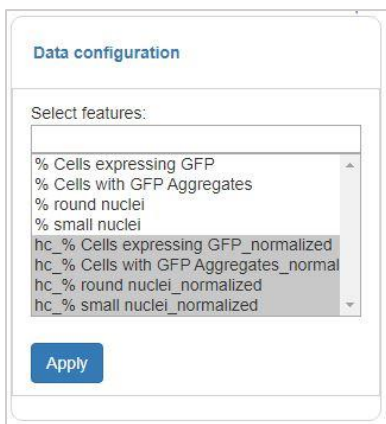 Data configuration
Select features:
% Cells expressing GFP
% Cells with GFP Aggregates
% round nuclei
% small nuclei
hc_% Cells expressing GFP_normalized
hc_% Cells with GFP Aggregates_normal
hc_% round nuclei_normalized
hc_% small nuclei_normalized
Apply